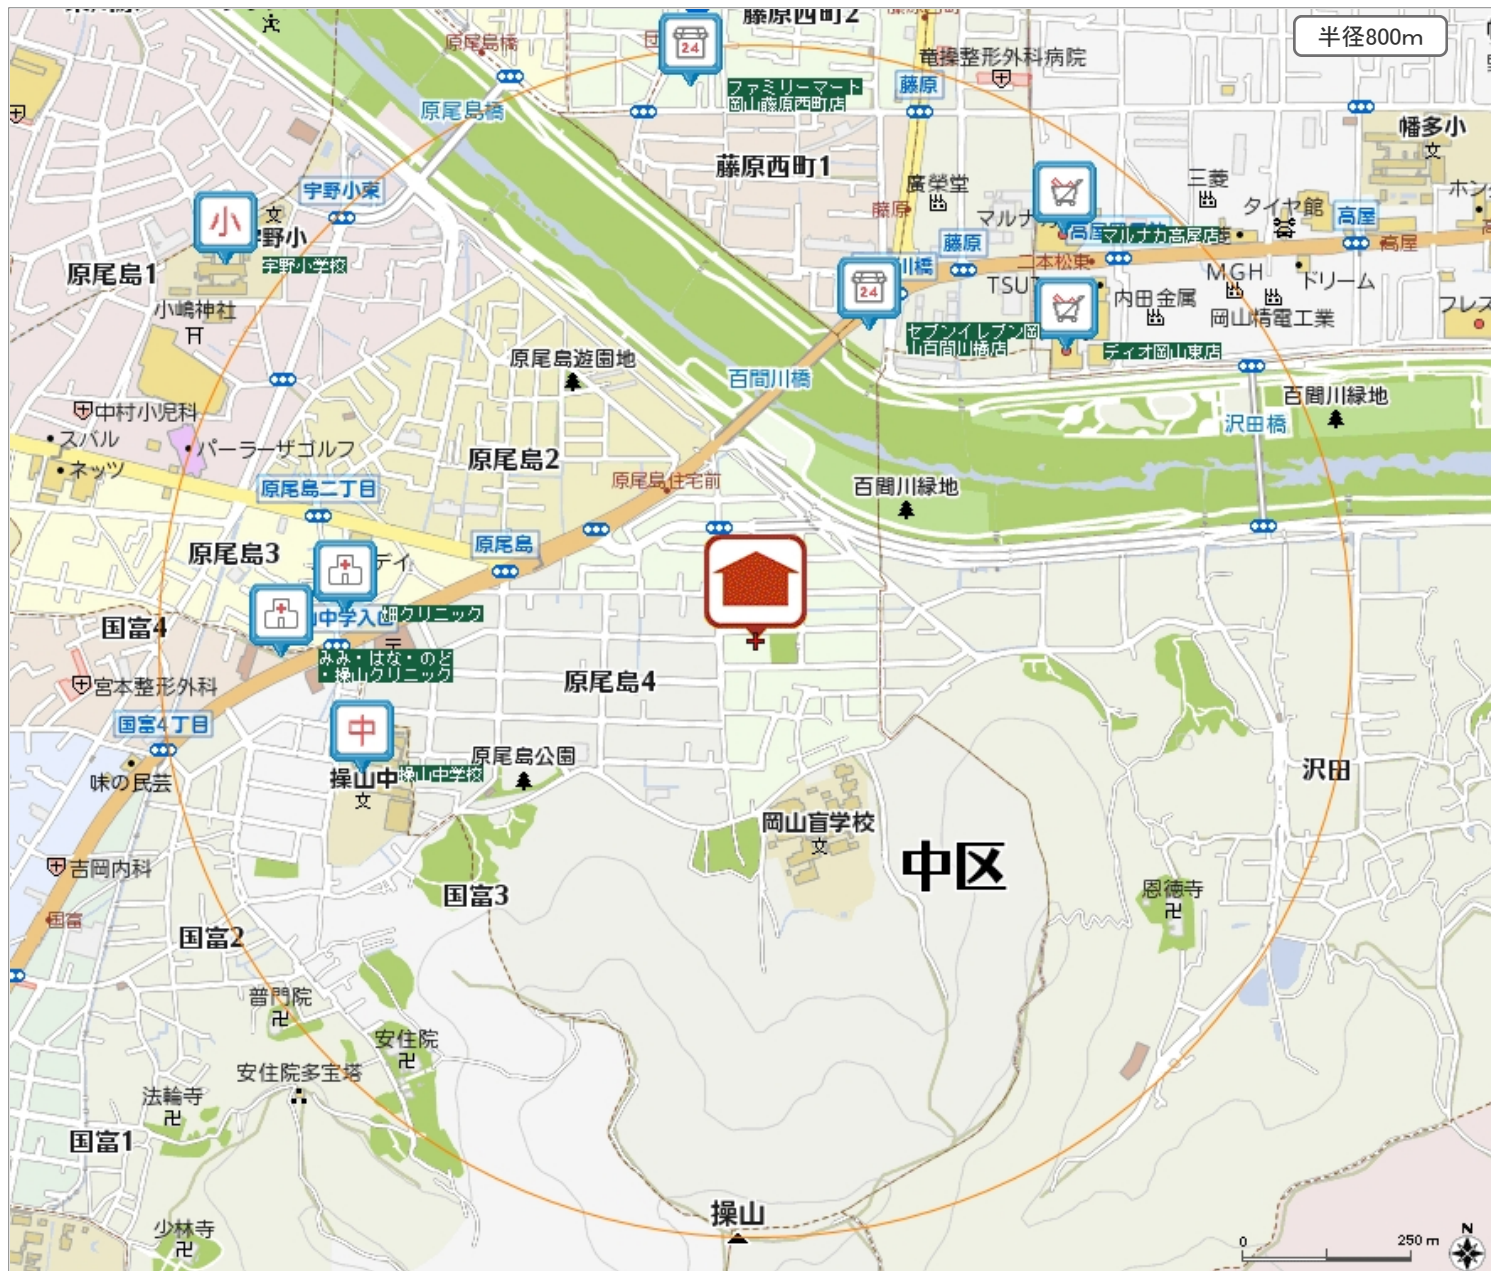 藤原西町2
半径800m
原尾島橋
竜操整形外科病院
藤原
24
ファミリーマート
岡山藤原西町店
原尾島橋
幡多小
藤原西町1
三菱
廣榮堂
宇野小東
タイヤ館
高屋
藤原
マルナカ高屋店
小
宇野小
宇野小学校
藤原
高屋
二本松東
MGH
ドリーム
原尾島1
24
内田金属
小嶋神社
岡山精電工業
セブンイレブン岡
山百間川橋店
ディオ岡山東店
原尾島遊園地
百間川橋
百間川緑地
中村小児科
沢田橋
スバル
パーラーザゴルフ
ネッツ
原尾島2
原尾島住宅前
原尾島二丁目
百間川緑地
原尾島3
原尾島
畑クリニック
国富4
みみ・はな・のど
・操山クリニック
原尾島4
宮本整形外科
国富4丁目
中
原尾島公園
操山中
操山中学校
沢田
味の民芸
岡山盲学校
中区
吉岡内科
国富3
恩徳寺
国富
国富2
普門院
安住院
安住院多宝塔
法輪寺
国富1
操山
少林寺
N
0
250 m